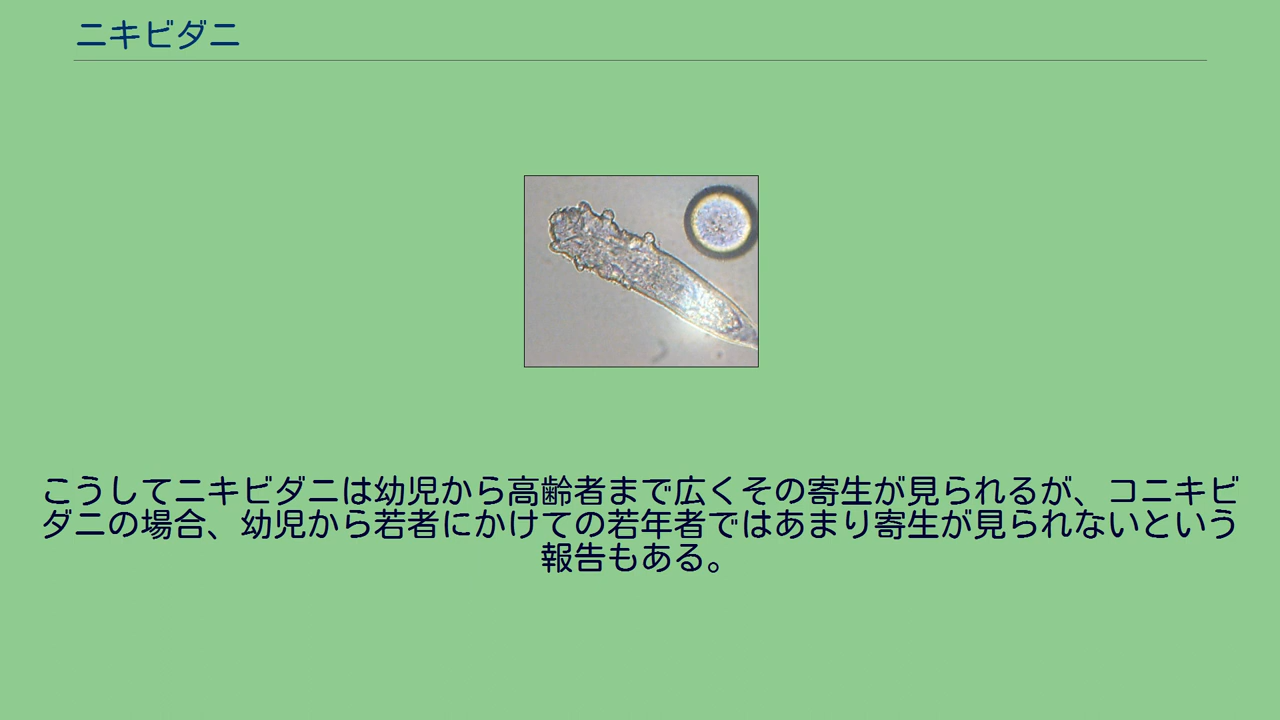 ニキビダニ
こうしてニキビダニは幼児から高齢者まで広くその寄生が見られるが、コニキビ
ダニの場合、幼児から若者にかけての若年者ではあまり寄生が見られないという
報告もある。